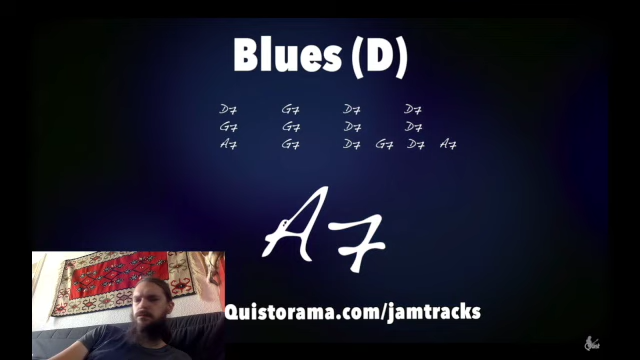 Blues (D)
D7 G7 D7 D7
G7 G7 D7 D7
A7 G7 D7 G7 D7 A7
A7
Quistorama.com/jamtracks